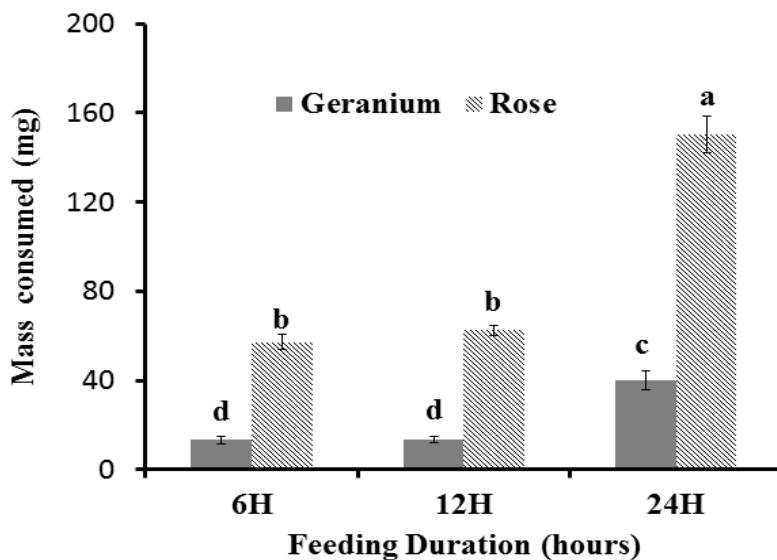 200
160
120
80
40
0
Mass consumed (mg)
Geranium Rose
a
b
b
c
d
d
6H 12H 24H
Feeding Duration (hours)